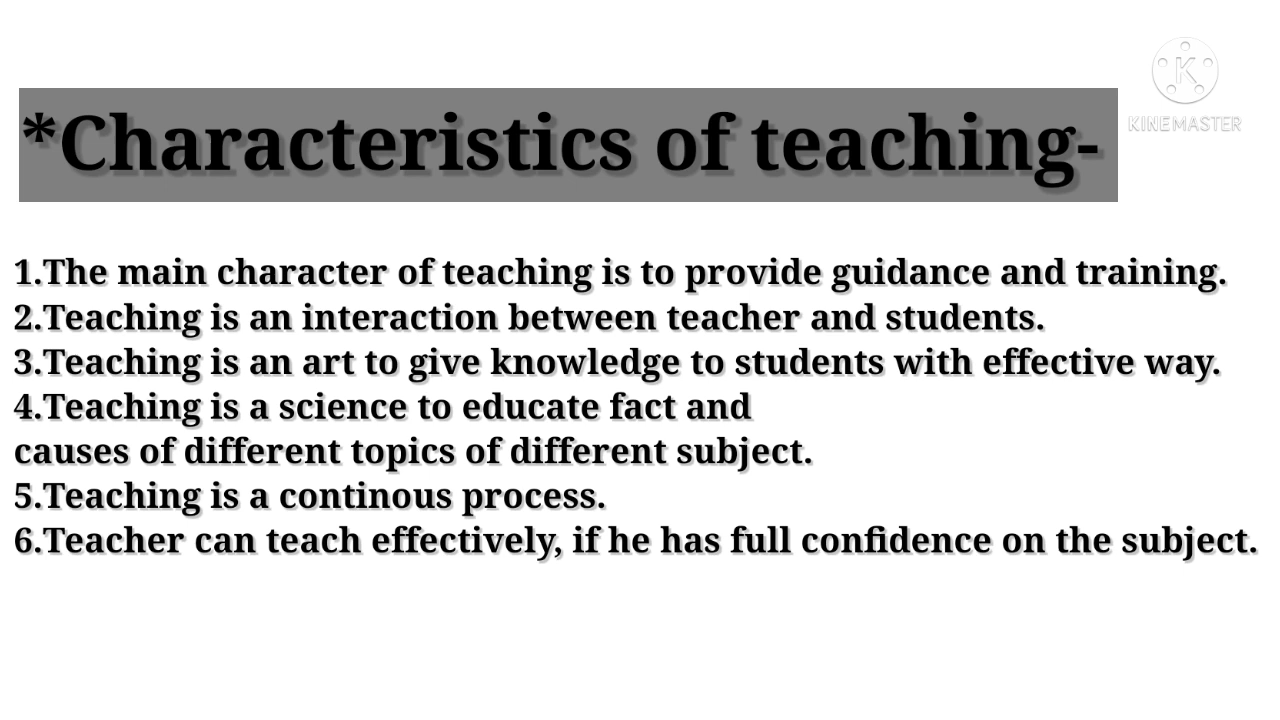 *Characteristics of teaching-
KINEMASTER
1.The main character of teaching is to provide guidance and training.
2.Teaching is an interaction between teacher and students.
3.Teaching is an art to give knowledge to students with effective way.
4.Teaching is a science to educate fact and
causes of different topics of different subject.
5.Teaching is a continous process.
6.Teacher can teach effectively, if he has full confidence on the subject.